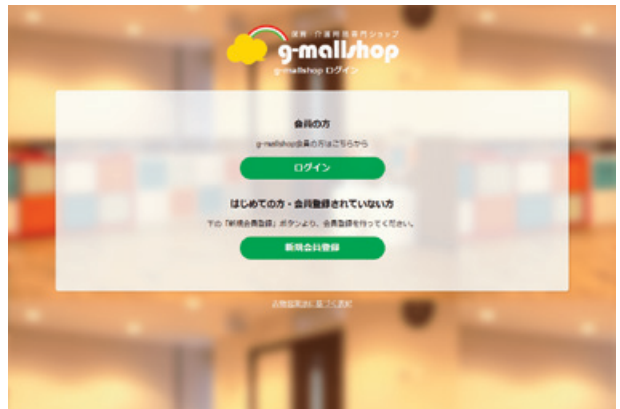 保育・介護用品専門ショップ
g-mallshop
g-mallshop ログイン
会員の方
g-mallshop会員の方はこちらから
ログイン
はじめての方・会員登録されていない方
下の「新規会員登録」ボタンより、会員登録を行ってください。
新規会員登録